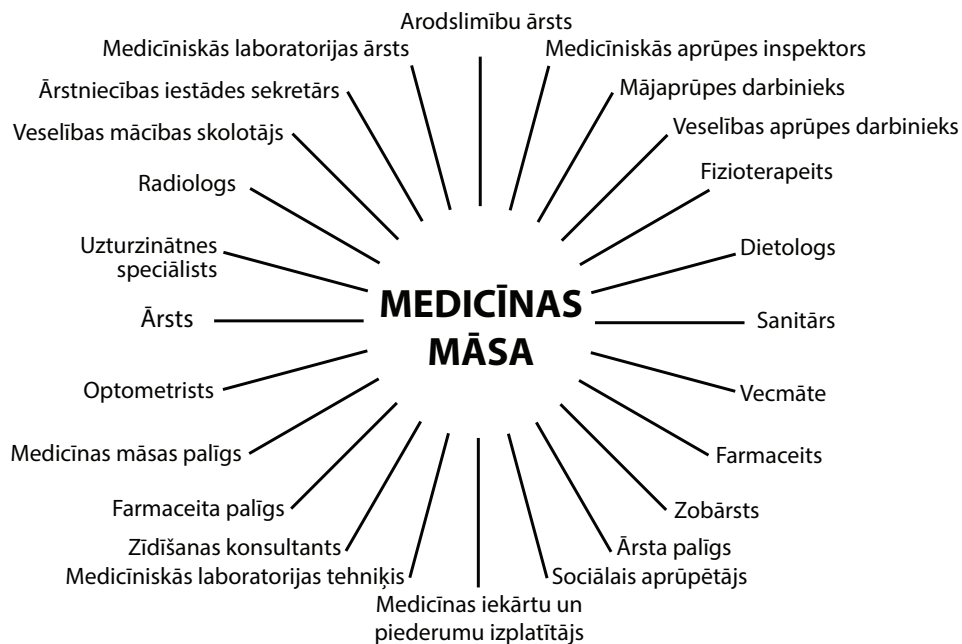 Arodslimību ārsts
Medicīniskās laboratorijas ārsts
Medicīniskās aprūpes inspektors
Ārstniecības iestādes sekretārs
Mājaprūpes darbinieks
Veselības mācības skolotājs
Veselības aprūpes darbinieks
Radiologs
Fizioterapeits
Uzturzinātnes
speciālists
Dietologs
MEDICĪNAS
MĀSA
Ārsts
Sanitārs
Optometrists
Vecmāte
Medicīnas māsas palīgs
Farmaceits
Farmaceita palīgs
Zobārsts
Zīdīšanas konsultants
Ārsta palīgs
Medicīniskās laboratorijas tehniķis
Sociālais aprūpētājs
Medicīnas iekārtu un
piederumu izplatītājs